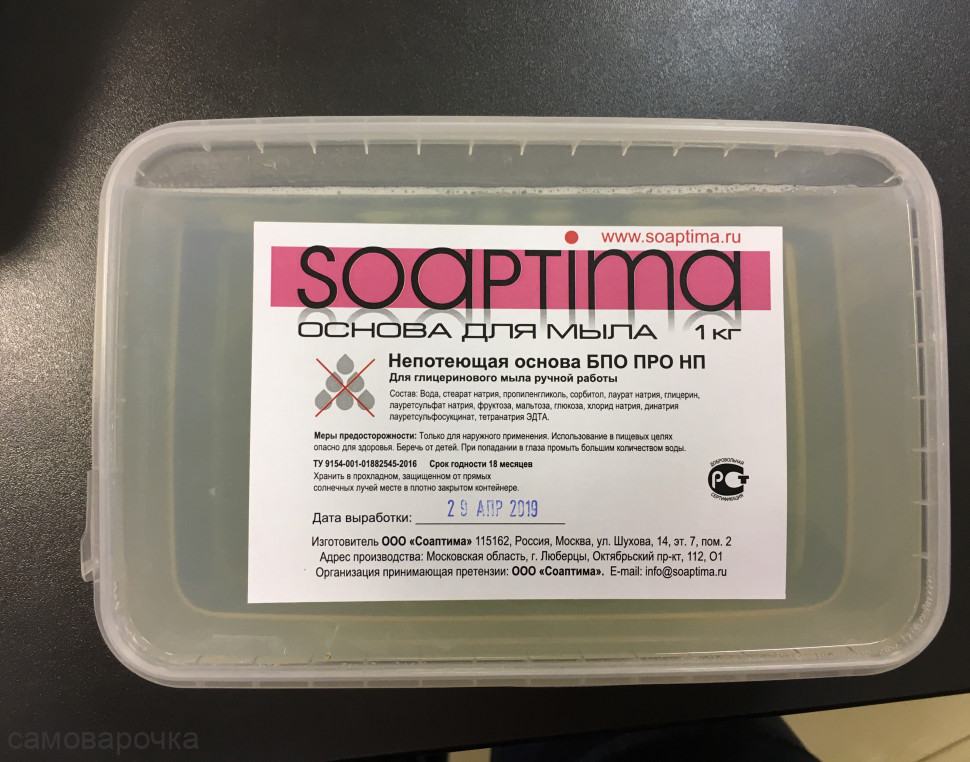 www.soaptima.ru
soaptima
ОСНОВА ДЛЯ МЫЛА 1 КГ
Непотеющая основа БПО ПРО НП
Для глицеринового мыла ручной работы
Состав: Вода, стеарат натрия, пропиленгликоль, сорбитол, лаурат натрия, глицерин,
лауретсульфат натрия, фруктоза, мальтоза, глюкоза, хлорид натрия, динатрия
лауретсульфосукцинат, тетранатрия ЭДТА.
Меры предосторожности: Только для наружного применения. Использование в пищевых целях
опасно для здоровья. Беречь от детей. При попадании в глаза промыть большим количеством воды.
ТУ 9154-001-01882545-2016 Срок годности 18 месяцев
Хранить в прохладном, защищенном от прямых
солнечных лучей месте в плотно закрытом контейнере.
ДОБРОВОЛЬНАЯ
РСТ
СЕРТИФИКАЦИЯ
Дата выработки: 29 АПР 2019
Изготовитель ООО «Соаптима» 115162, Россия, Москва, ул. Шухова, 14, эт. 7, пом. 2
Адрес производства: Московская область, г. Люберцы, Октябрьский пр-кт, 112, О1
Организация принимающая претензии: ООО «Соаптима». E-mail: info@soaptima.ru
самоварочка